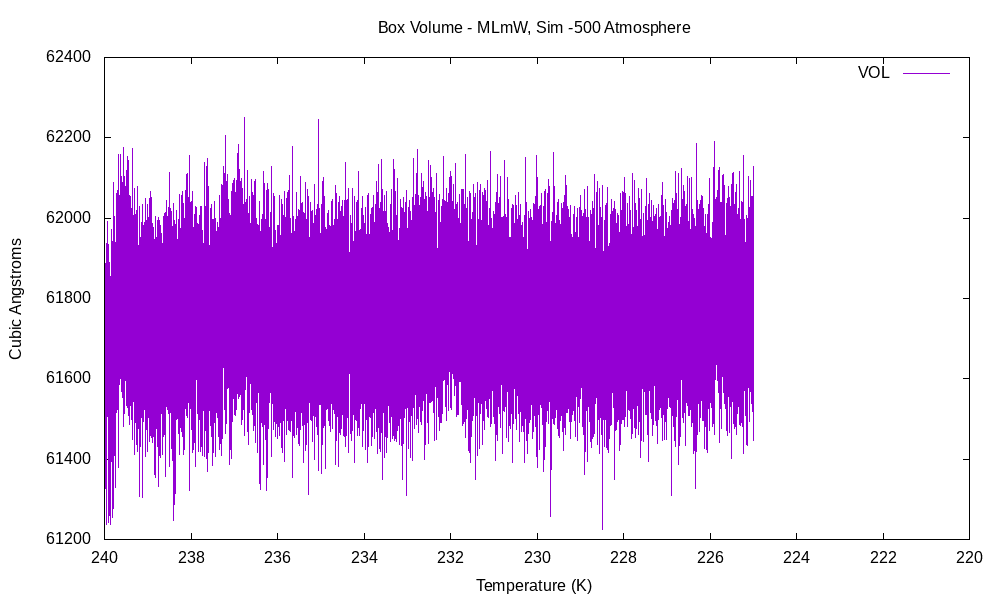 Box Volume - MLmW, Sim -500 Atmosphere
VOL
62400
62200
62000
61800
61600
61400
61200
Cubic Angstroms
240 238 236 234 232 230 228 226 224 222 220
Temperature (K)